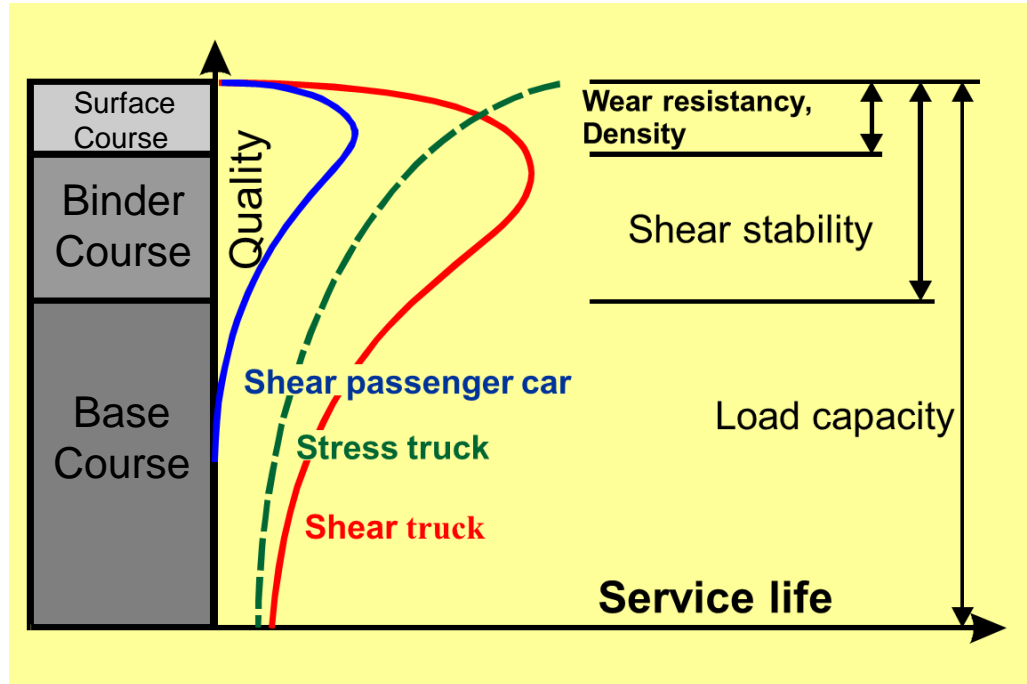 Surface
Course
Binder
Course
Base
Course
Quality
Wear resistancy,
Density
Shear stability
Load capacity
Shear passenger car
Stress truck
Shear truck
Service life